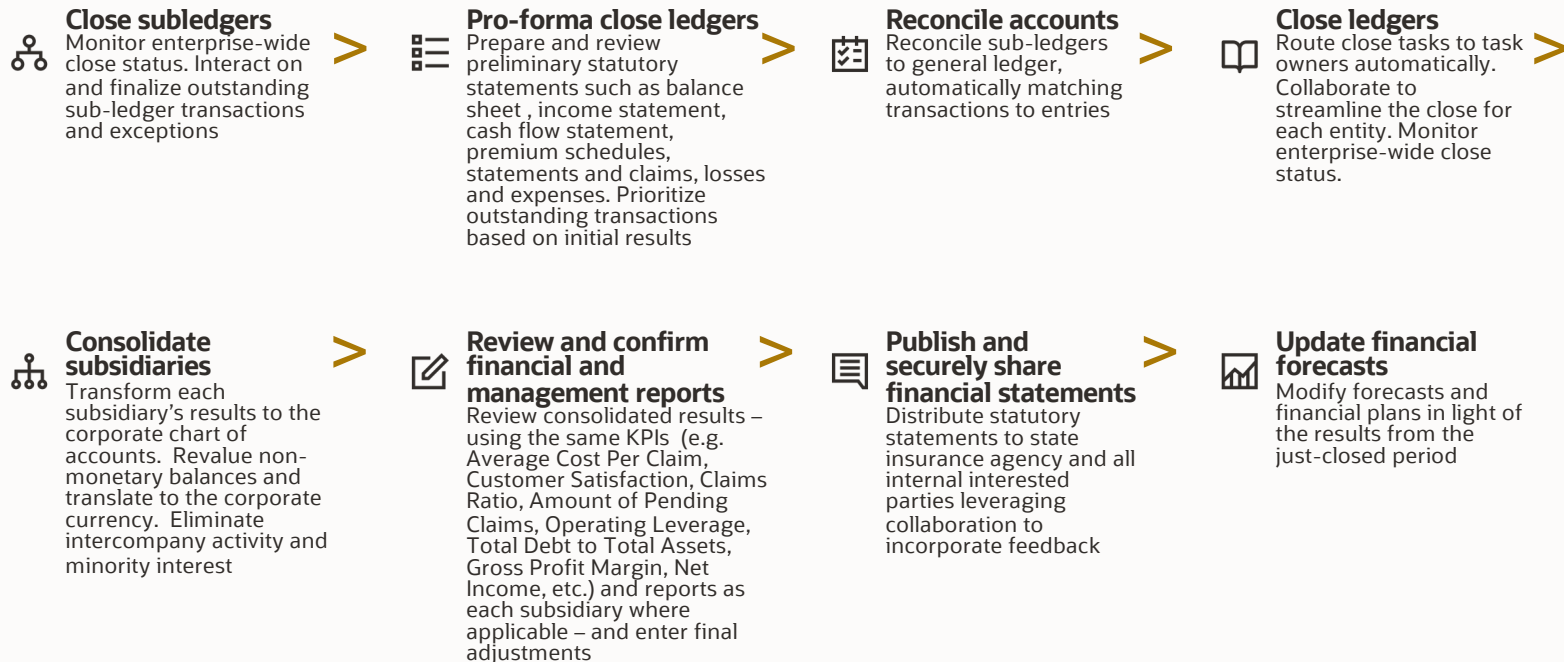 Close subledgers
Monitor enterprise-wide
close status. Interact on
and finalize outstanding
sub-ledger transactions
and exceptions
>
Pro-forma close ledgers
Prepare and review
preliminary statutory
statements such as balance
sheet , income statement,
cash flow statement,
premium schedules,
statements and claims, losses
and expenses. Prioritize
outstanding transactions
based on initial results
>
Reconcile accounts
Reconcile sub-ledgers
to general ledger,
automatically matching
transactions to entries
>
Close ledgers
Route close tasks to task
owners automatically.
Collaborate to
streamline the close for
each entity. Monitor
enterprise-wide close
status.
>
Consolidate
subsidiaries
Transform each
subsidiary’s results to the
corporate chart of
accounts.  Revalue non-
monetary balances and
translate to the corporate
currency.  Eliminate
intercompany activity and
minority interest
>
Review and confirm
financial and
management reports
Review consolidated results –
using the same KPIs  (e.g.
Average Cost Per Claim,
Customer Satisfaction, Claims
Ratio, Amount of Pending
Claims, Operating Leverage,
Total Debt to Total Assets,
Gross Profit Margin, Net
Income, etc.) and reports as
each subsidiary where
applicable – and enter final
adjustments
>
Publish and
securely share
financial statements
Distribute statutory
statements to state
insurance agency and all
internal interested
parties leveraging
collaboration to
incorporate feedback
>
Update financial
forecasts
Modify forecasts and
financial plans in light of
the results from the
just-closed period